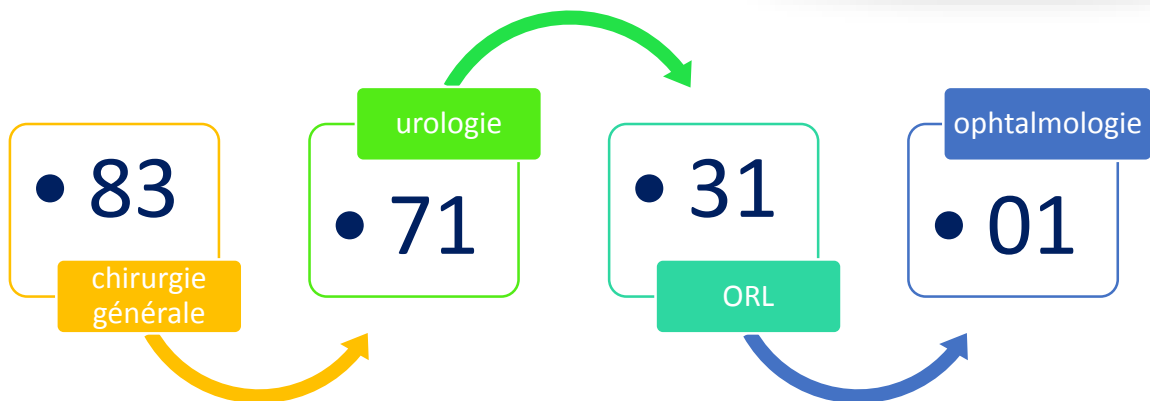 • 83
chirurgie
générale
urologie
• 71
• 31
ORL
ophtalmologie
• 01